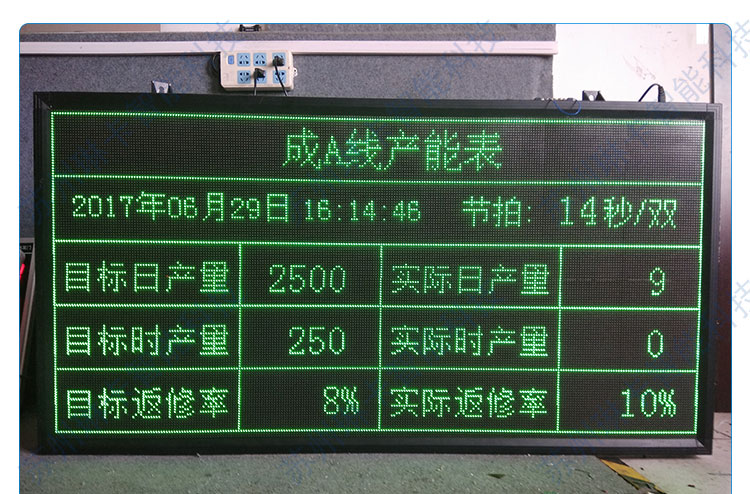 成A线产能表
2017年06月29日 16:14:46 节拍: 14秒/双
目标日产量 2500 实际日产量 9
目标时产量 250 实际时产量 0
目标返修率 8% 实际返修率 10%